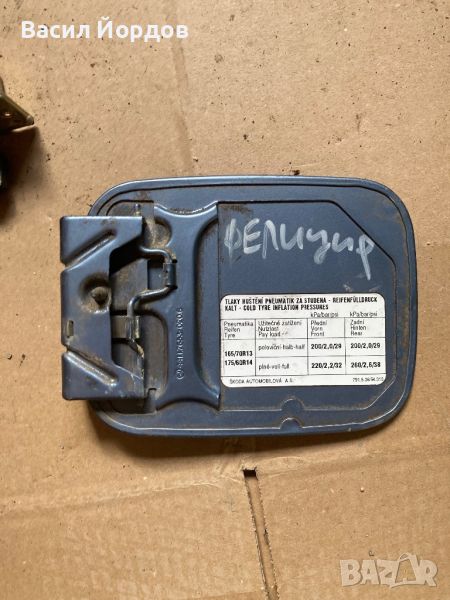 Васил Йордов
ФЕЛИЦИЯ
TLAKY HUŠTĚNÍ PNEUMATIK ZA STUDENA - REIFENFÜLLDRUCK
KALT - COLD TYRE INFLATION PRESSURES
Pneumatika Užitečné zatížení Přední Zadní
Reifen Nutzlast Vorn Hinten
Tyre Pay load Front Rear
kPa/bar/psi kPa/bar/psi
165/70R13 poloviční-halb-half 200/2,0/29 200/2,0/29
175/60R14 plné-voll-full 220/2,2/32 260/2,6/38
ŠKODA AUTOMOBILOVÁ A.S.
BAZAR